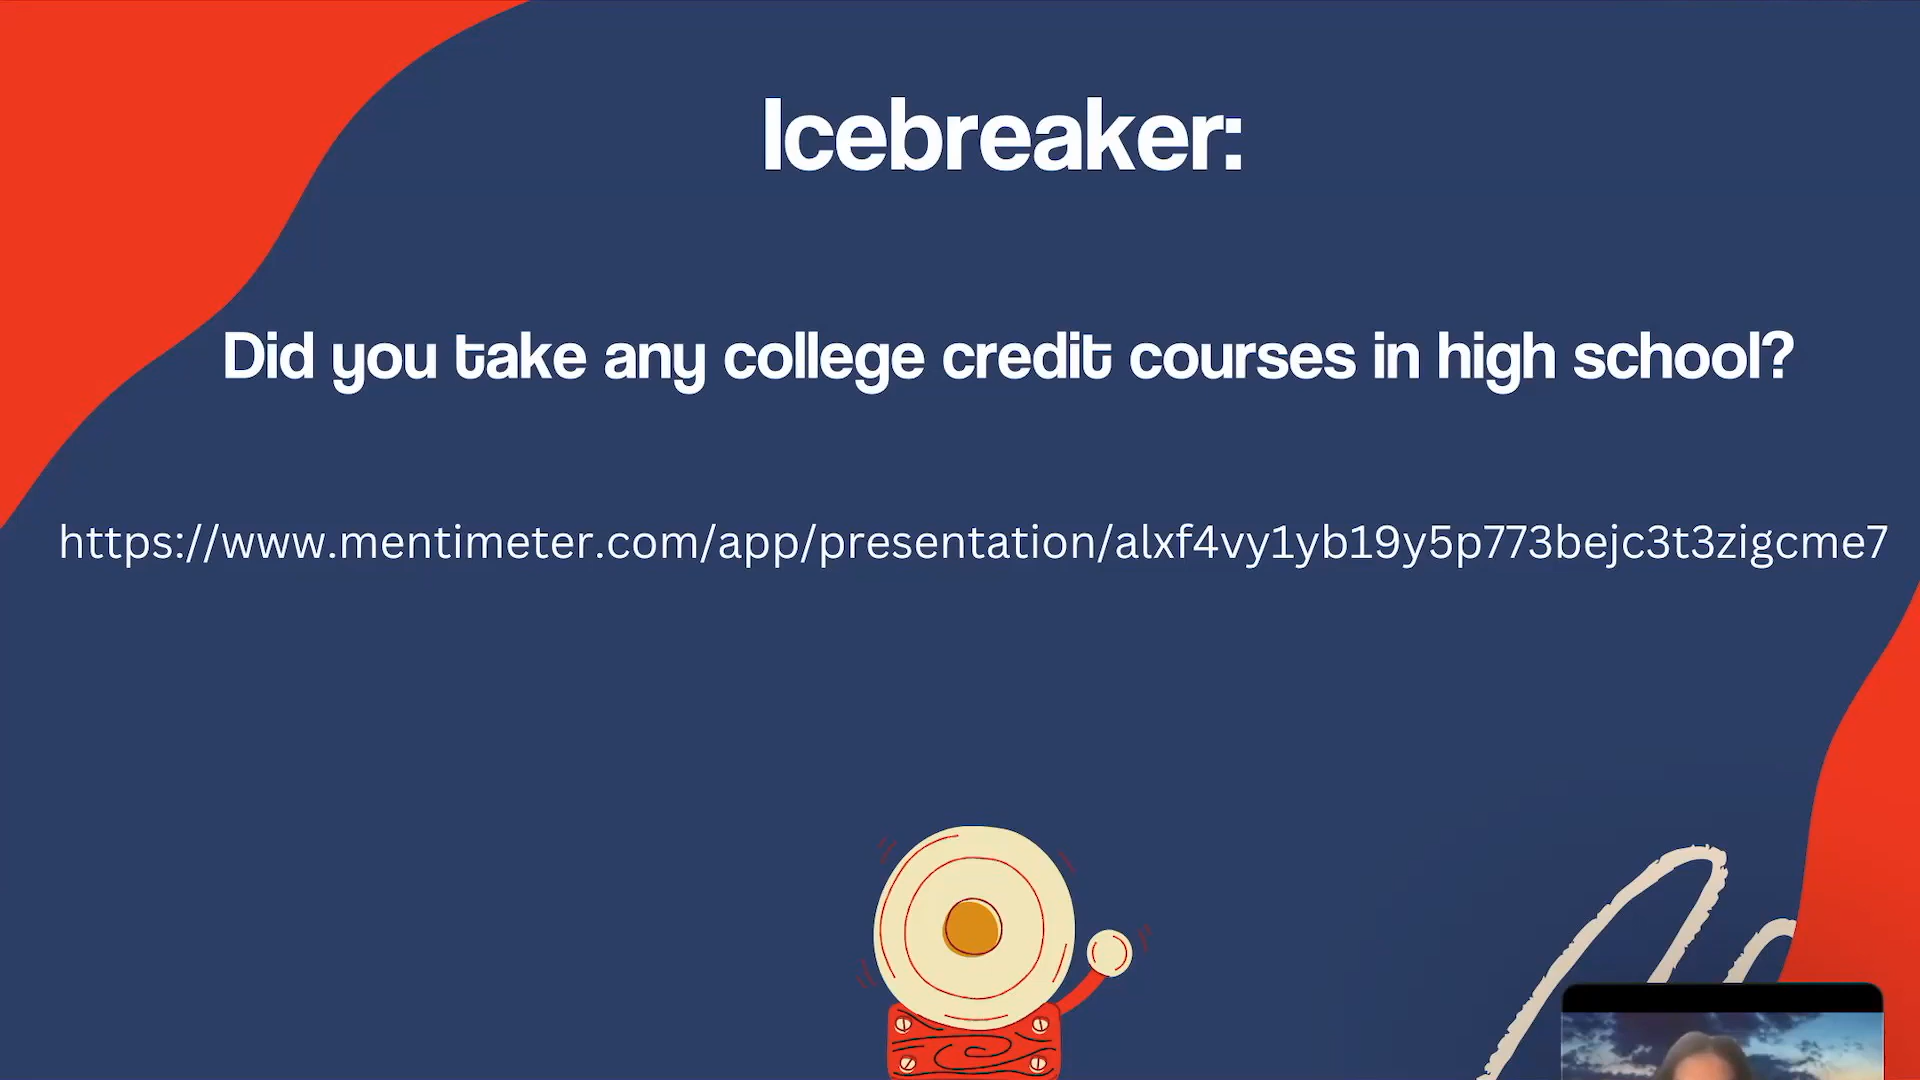 Icebreaker:
Did you take any college credit courses in high school?
https://www.mentimeter.com/app/presentation/alxf4vy1yb19y5p773bejc3t3zigcme7